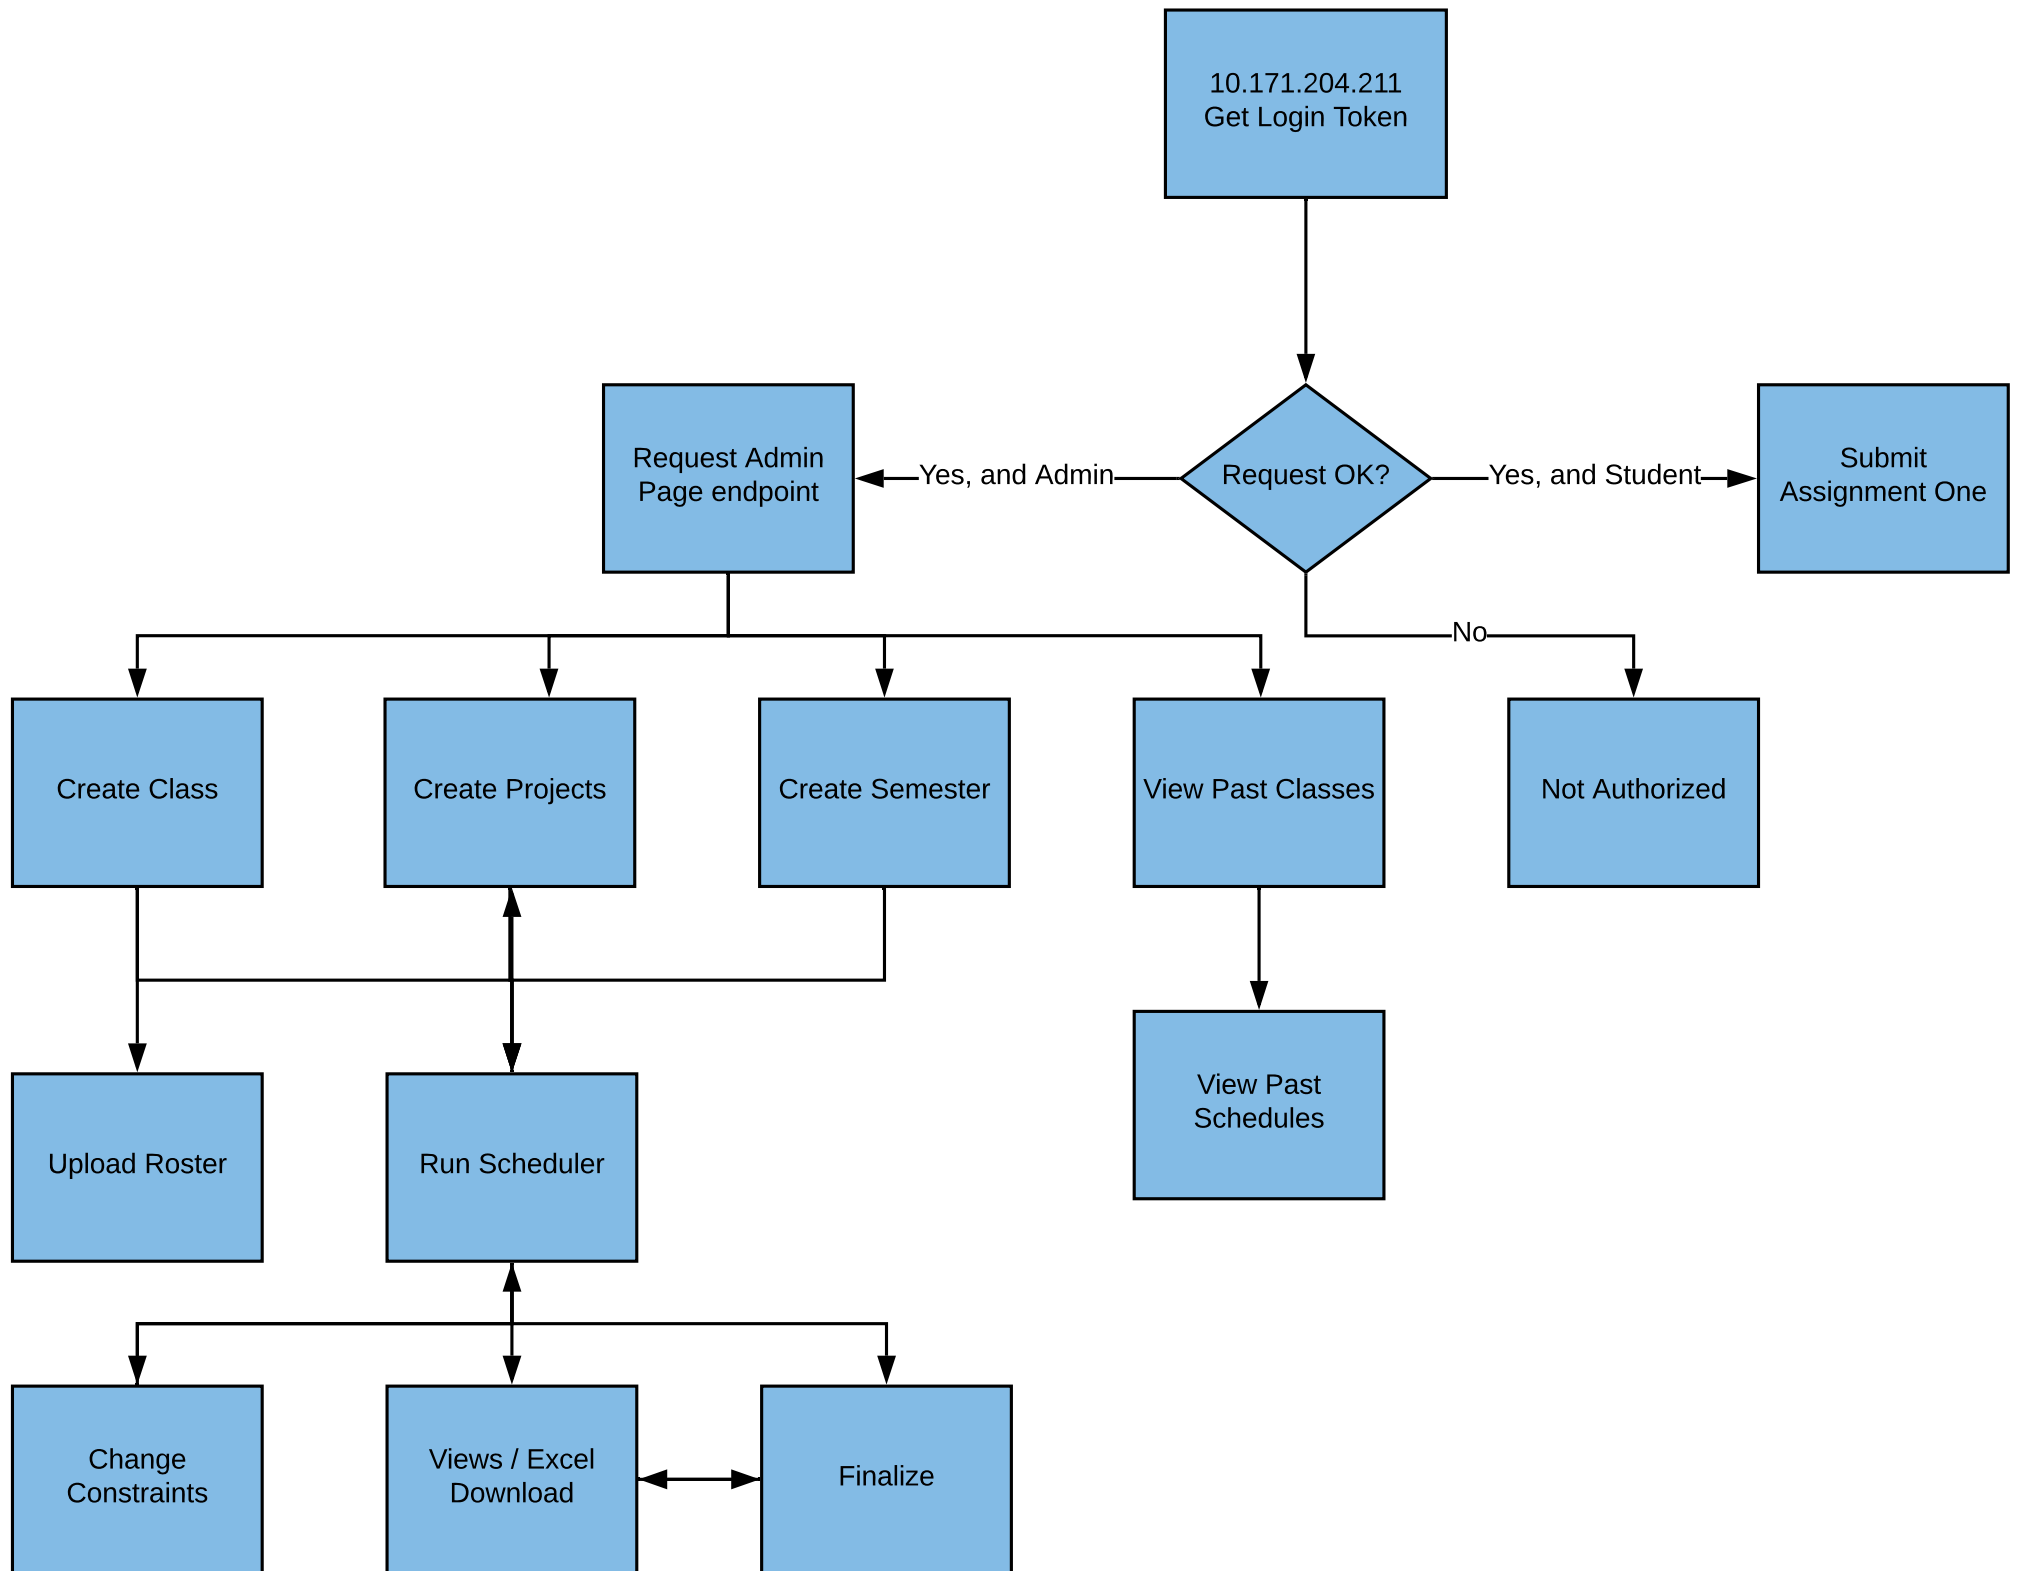 10.171.204.211
Get Login Token
Request Admin
Page endpoint
Yes, and Admin
Request OK?
Yes, and Student
Submit
Assignment One
No
Create Class
Create Projects
Create Semester
View Past Classes
Not Authorized
Upload Roster
Run Scheduler
View Past
Schedules
Change
Constraints
Views / Excel
Download
Finalize